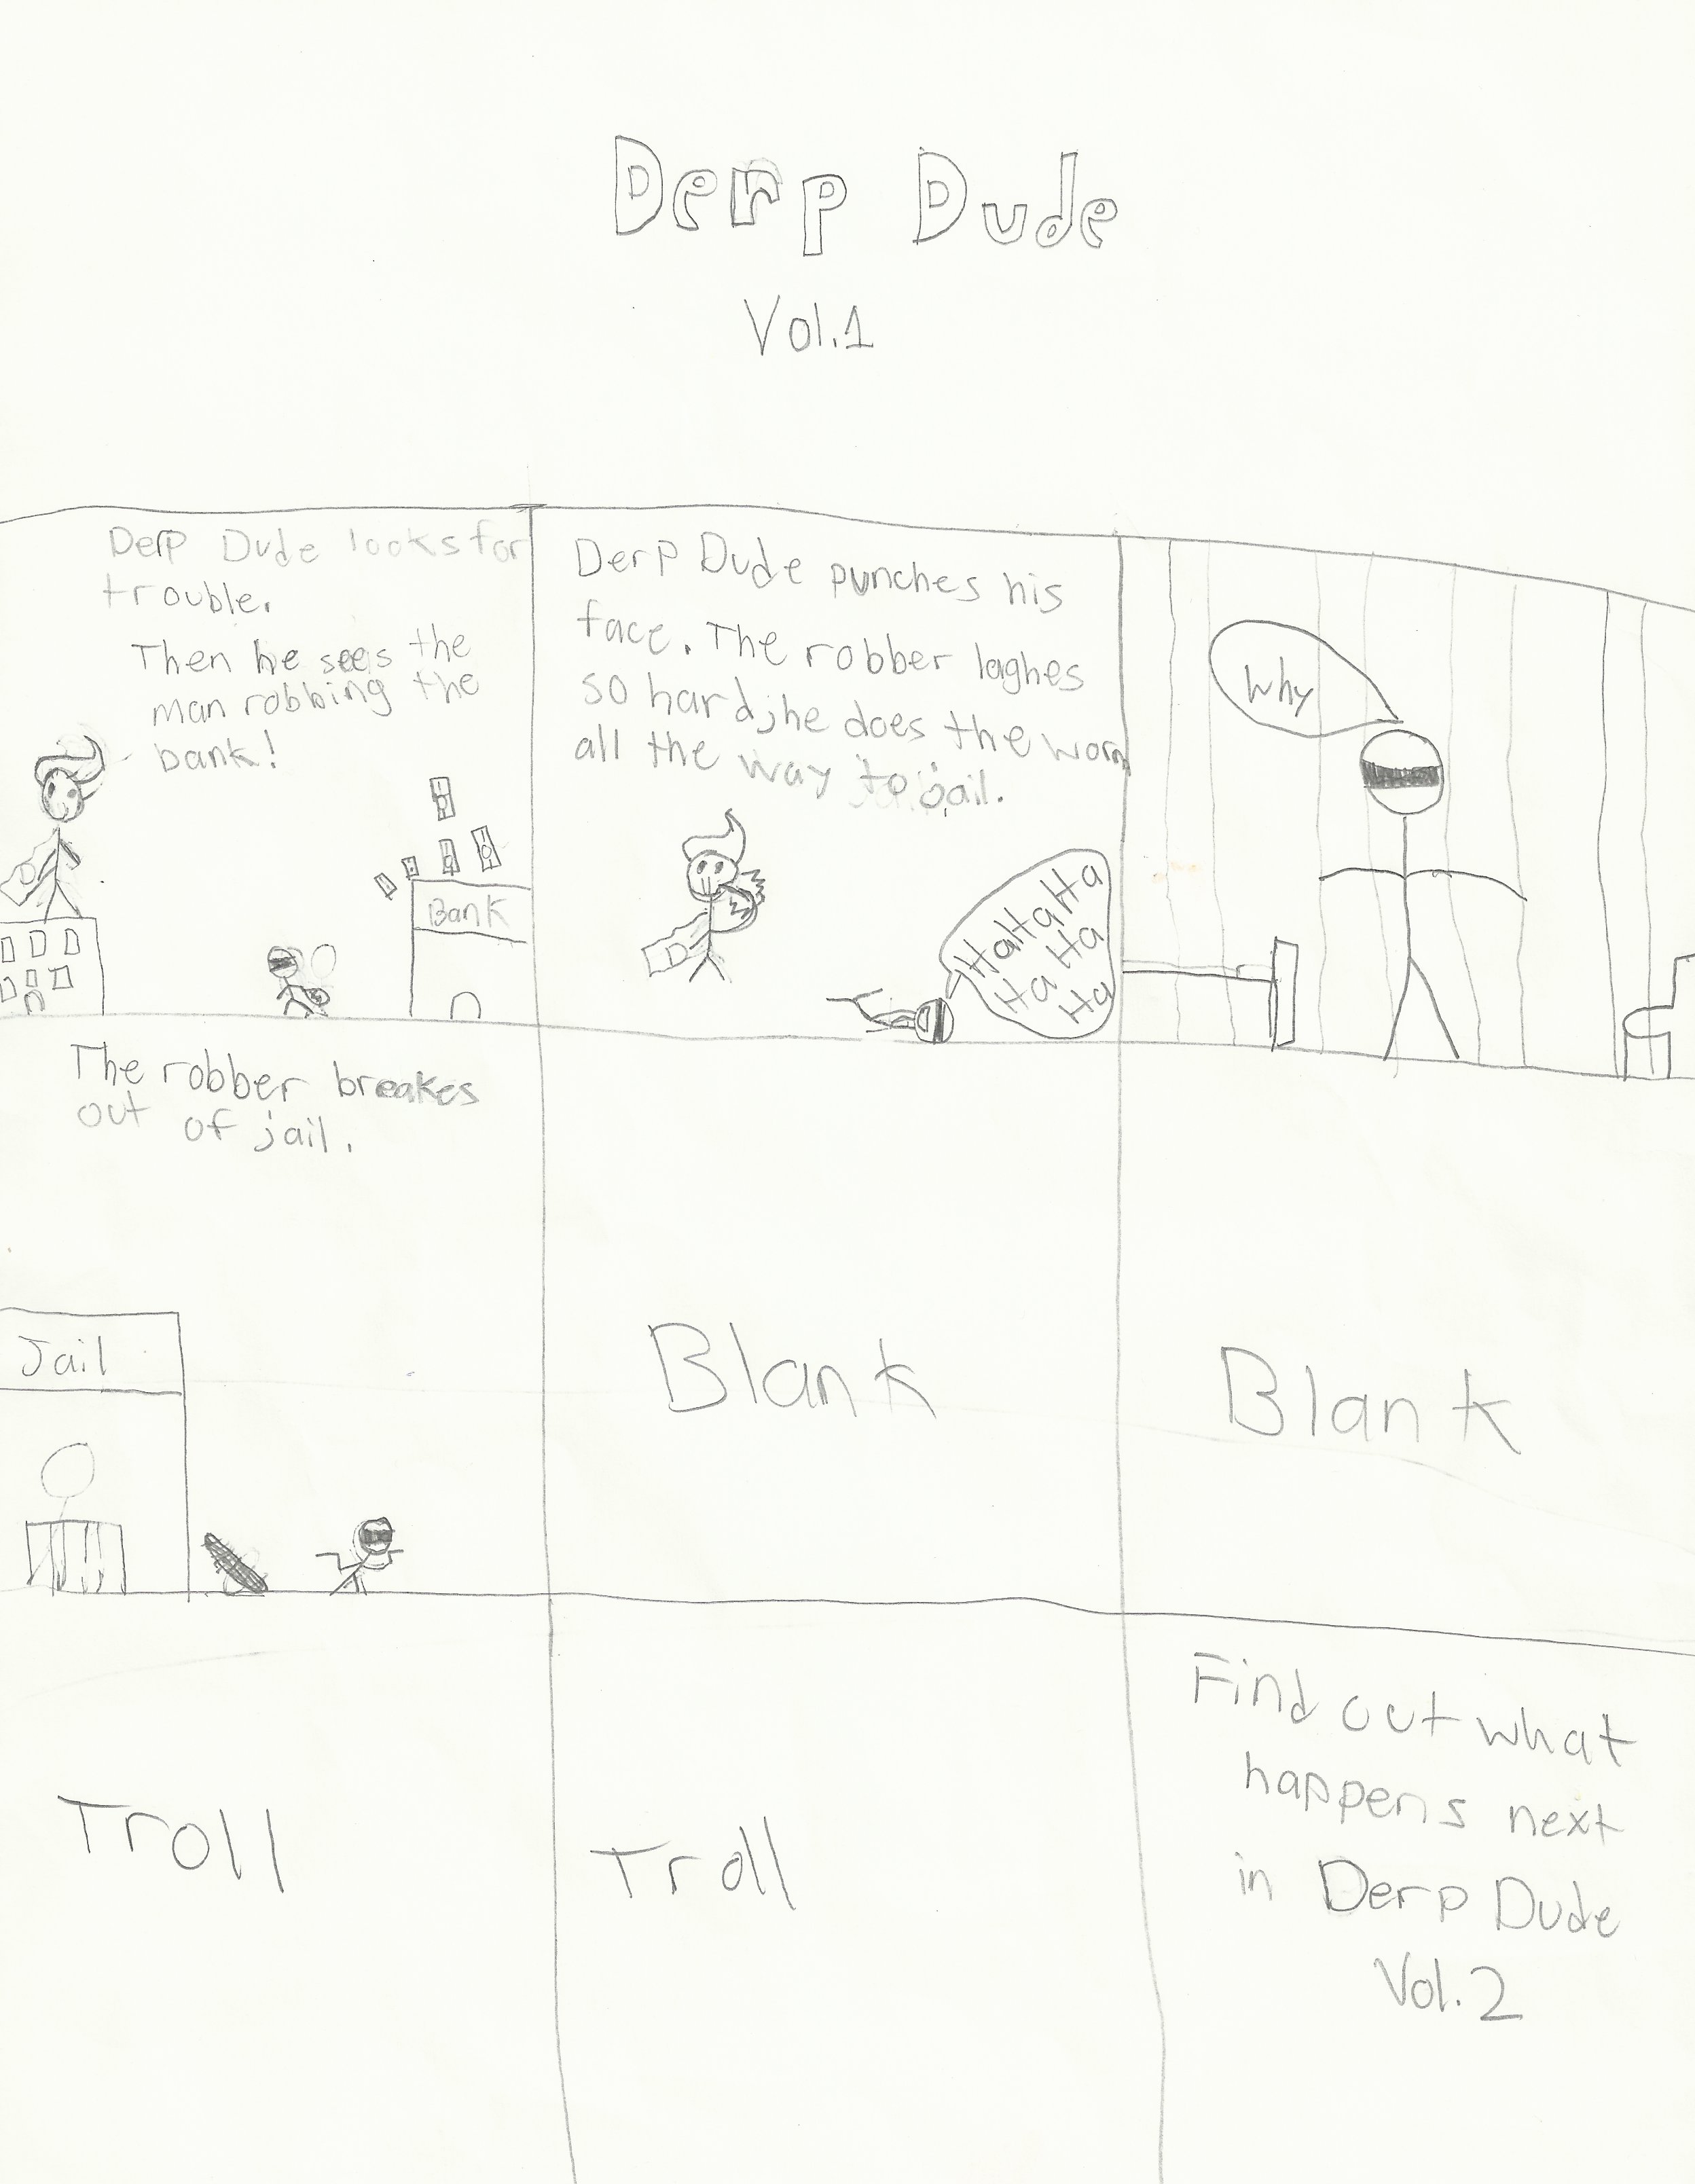 Derp Dude
Vol.1
Derp Dude looks for
trouble.
Then he sees the
man robbing the
bank!
Bank
D
Derp Dude punches his
face. The robber laghes
so hard, he does the worm
all the way to jail.
D
HaHaHaHa
Ha Ha
Ha
Why
The robber breakes
out of jail.
Jail
Blank
Blank
Troll
Troll
Find out what
happens next
in Derp Dude
Vol.2